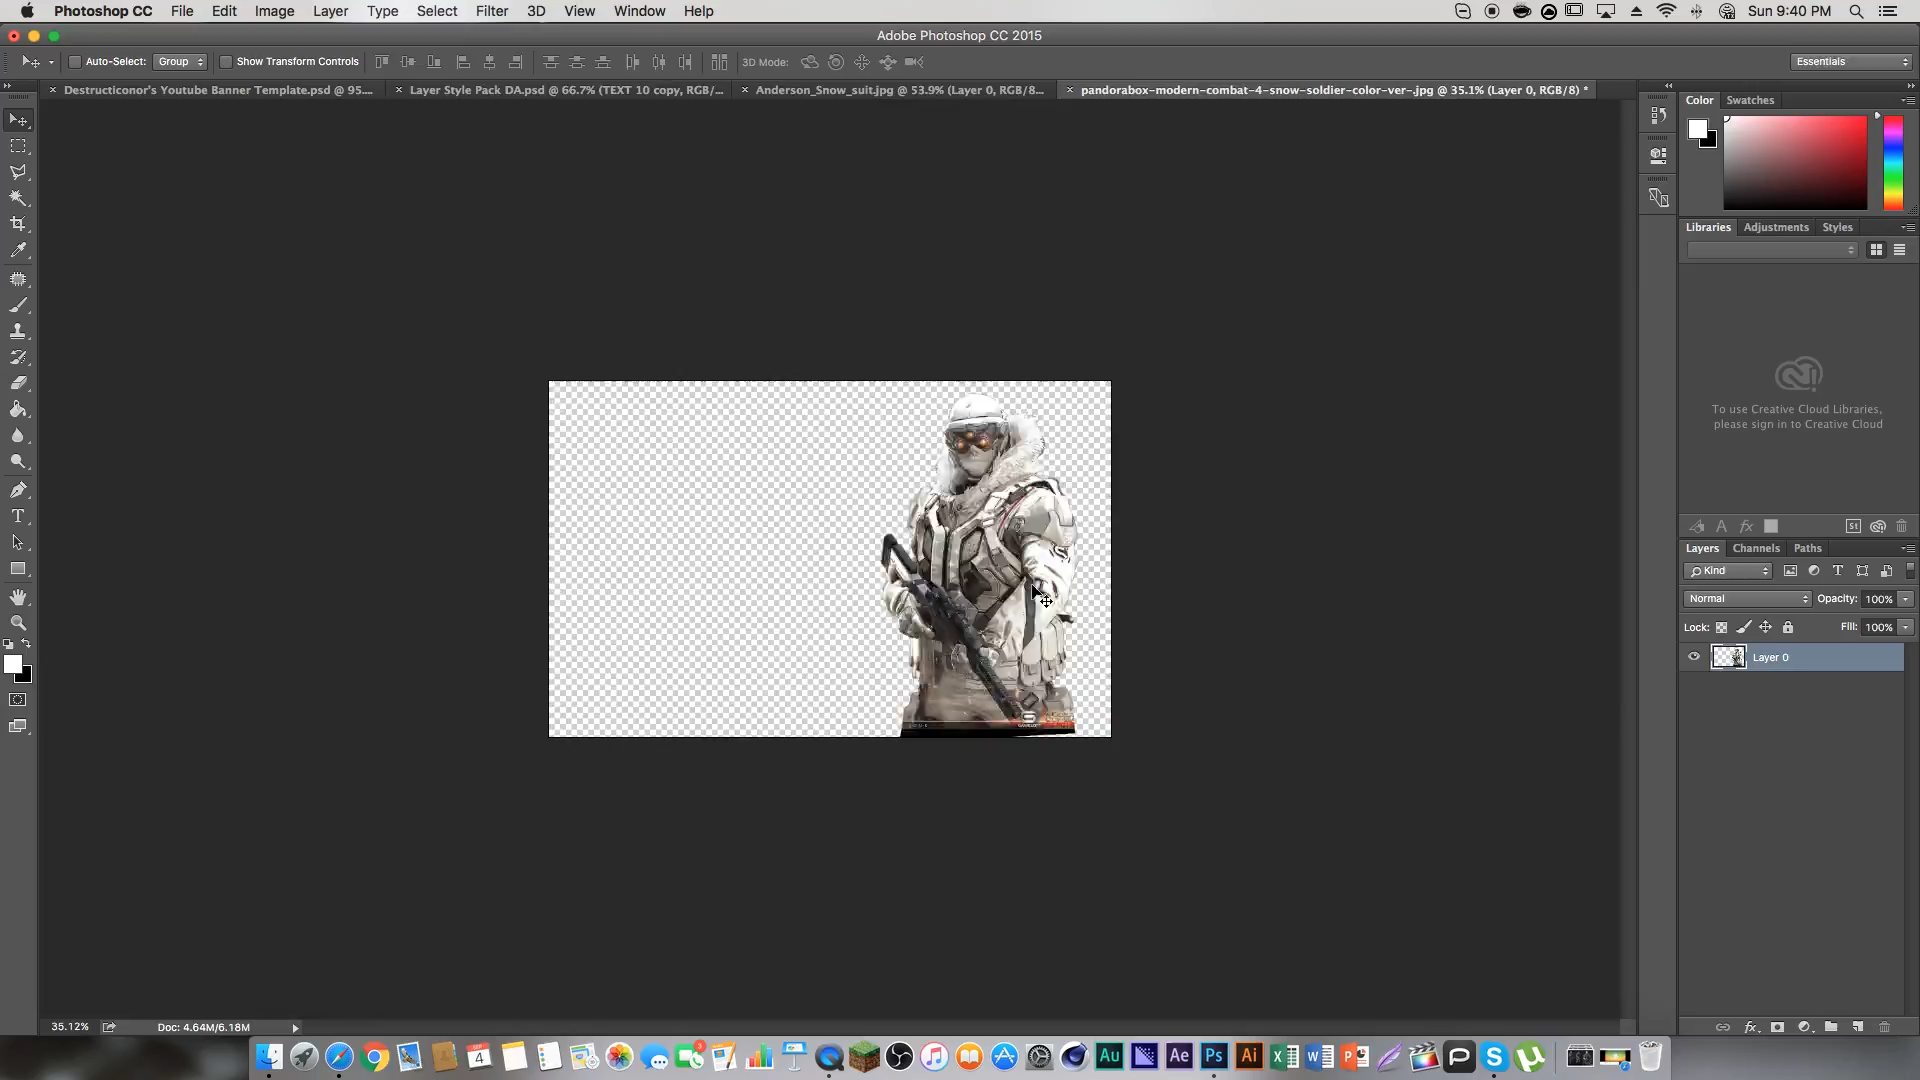 Photoshop CC File Edit Image Layer Type Select Filter 3D View Window Help Sun 9:40 PM
Adobe Photoshop CC 2015
Auto-Select: Group Show Transform Controls 3D Mode: Essentials
Destructiconor's Youtube Banner Template.psd @ 95.... Layer Style Pack DA.psd @ 66.7% (TEXT 10 copy, RGB/... Anderson_Snow_suit.jpg @ 53.9% (Layer 0, RGB/8... pandorabox-modern-combat-4-snow-soldier-color-ver-.jpg @ 35.1% (Layer 0, RGB/8) *
Color Swatches
Libraries Adjustments Styles
To use Creative Cloud Libraries,
please sign in to Creative Cloud
St
Layers Channels Paths
Kind
Normal Opacity: 100%
Lock: Fill: 100%
Layer 0
35.12% Doc: 4.64M/6.18M
SEP
4
3
Au Ae Ps Ai